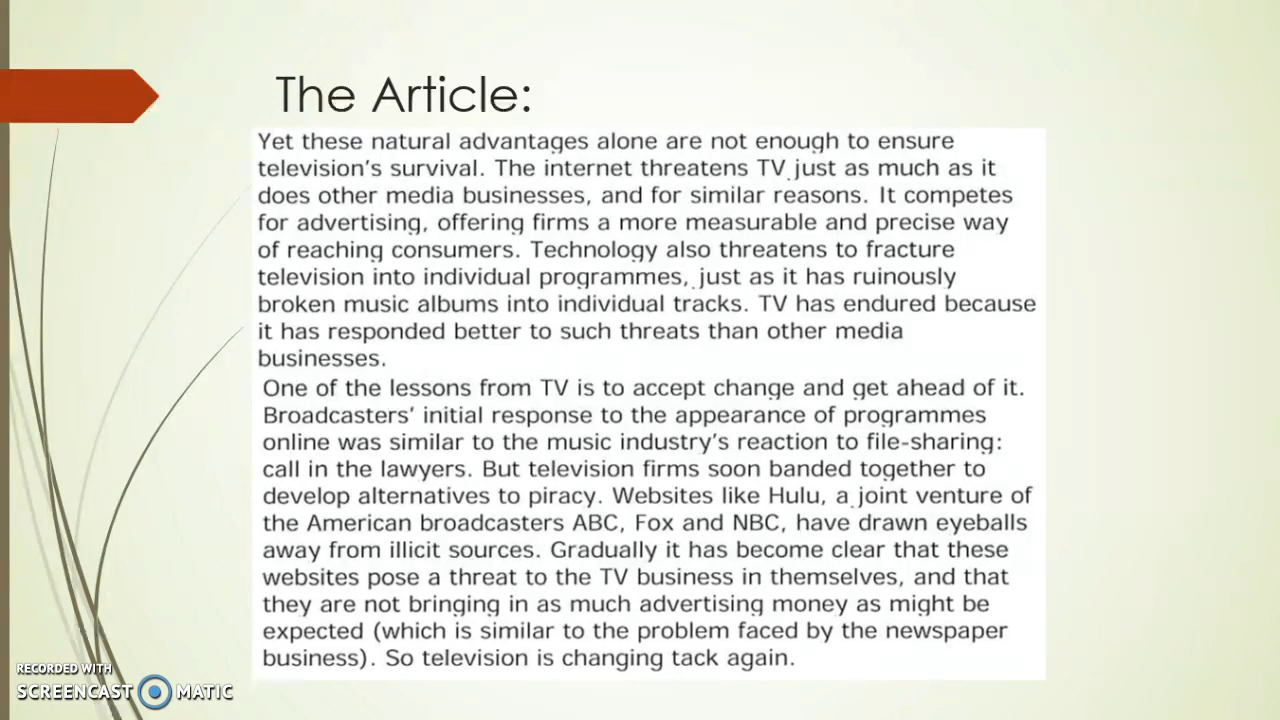 The Article:
Yet these natural advantages alone are not enough to ensure
television's survival. The internet threatens TV just as much as it
does other media businesses, and for similar reasons. It competes
for advertising, offering firms a more measurable and precise way
of reaching consumers. Technology also threatens to fracture
television into individual programmes, just as it has ruinously
broken music albums into individual tracks. TV has endured because
it has responded better to such threats than other media
businesses.
One of the lessons from TV is to accept change and get ahead of it.
Broadcasters' initial response to the appearance of programmes
online was similar to the music industry's reaction to file-sharing:
call in the lawyers. But television firms soon banded together to
develop alternatives to piracy. Websites like Hulu, a joint venture of
the American broadcasters ABC, Fox and NBC, have drawn eyeballs
away from illicit sources. Gradually it has become clear that these
websites pose a threat to the TV business in themselves, and that
they are not bringing in as much advertising money as might be
expected (which is similar to the problem faced by the newspaper
business). So television is changing tack again.
RECORDED WITH
SCREENCAST MATIC